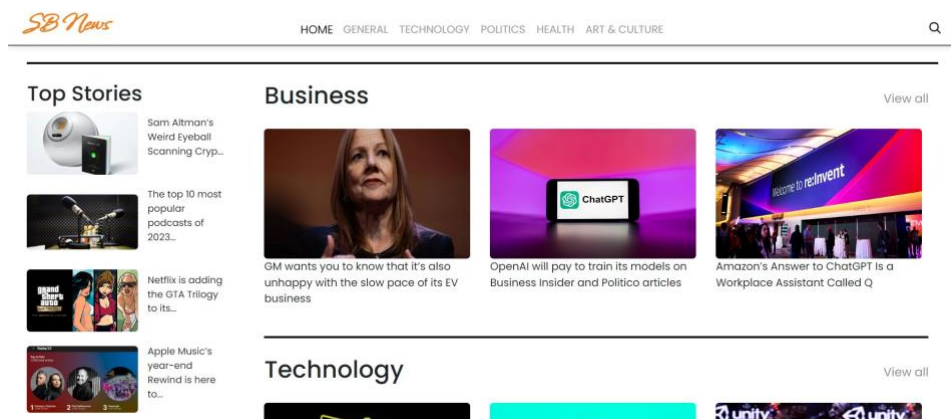 SB News
HOME GENERAL TECHNOLOGY POLITICS HEALTH ART & CULTURE
Top Stories
Sam Altman's
Weird Eyeball
Scanning Cryp...
The top 10 most
popular
podcasts of
2023...
grand
theft
auto
Netflix is adding
the GTA Trilogy
to its...
Apple Music's
year-end
Rewind is here
to...
Business
View all
ChatGPT
Welcome to re:Invent
GM wants you to know that it's also
unhappy with the slow pace of its EV
business
OpenAI will pay to train its models on
Business Insider and Politico articles
Amazon's Answer to ChatGPT Is a
Workplace Assistant Called Q
Technology
View all
unity
unity